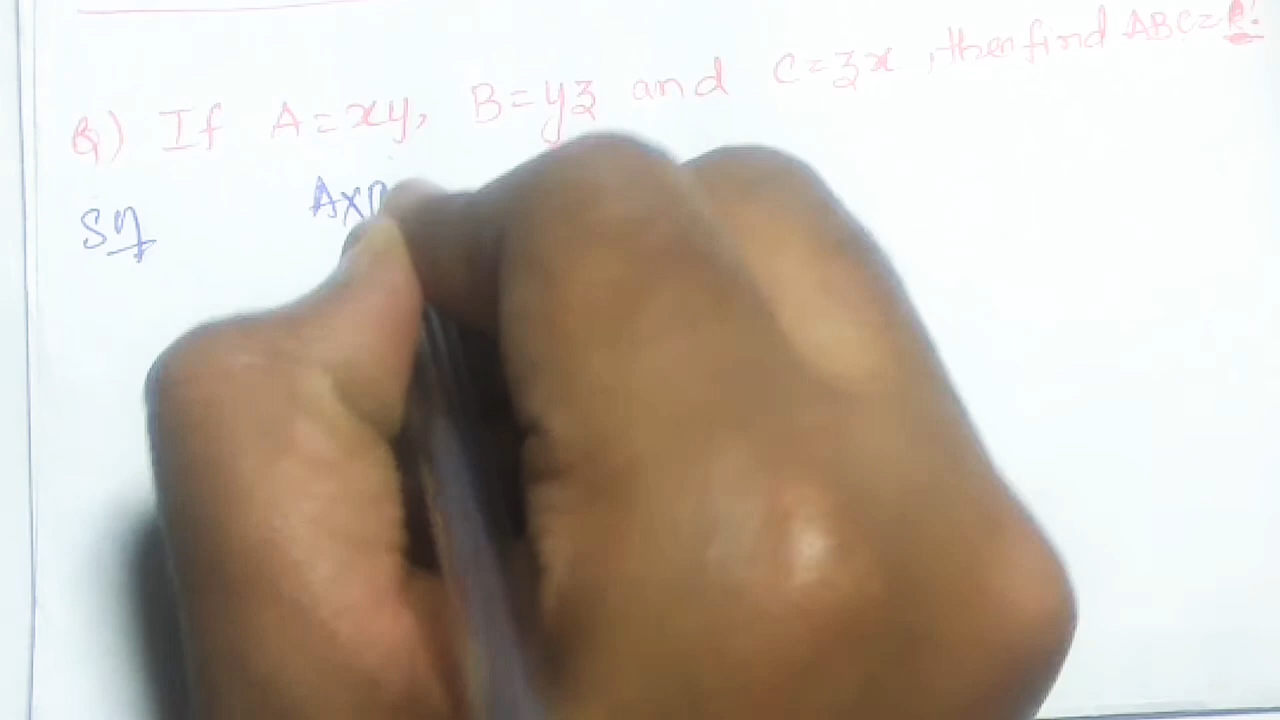 Q) If A=xy, B=yz and C=zx, then find ABC=?
Sol
A×B